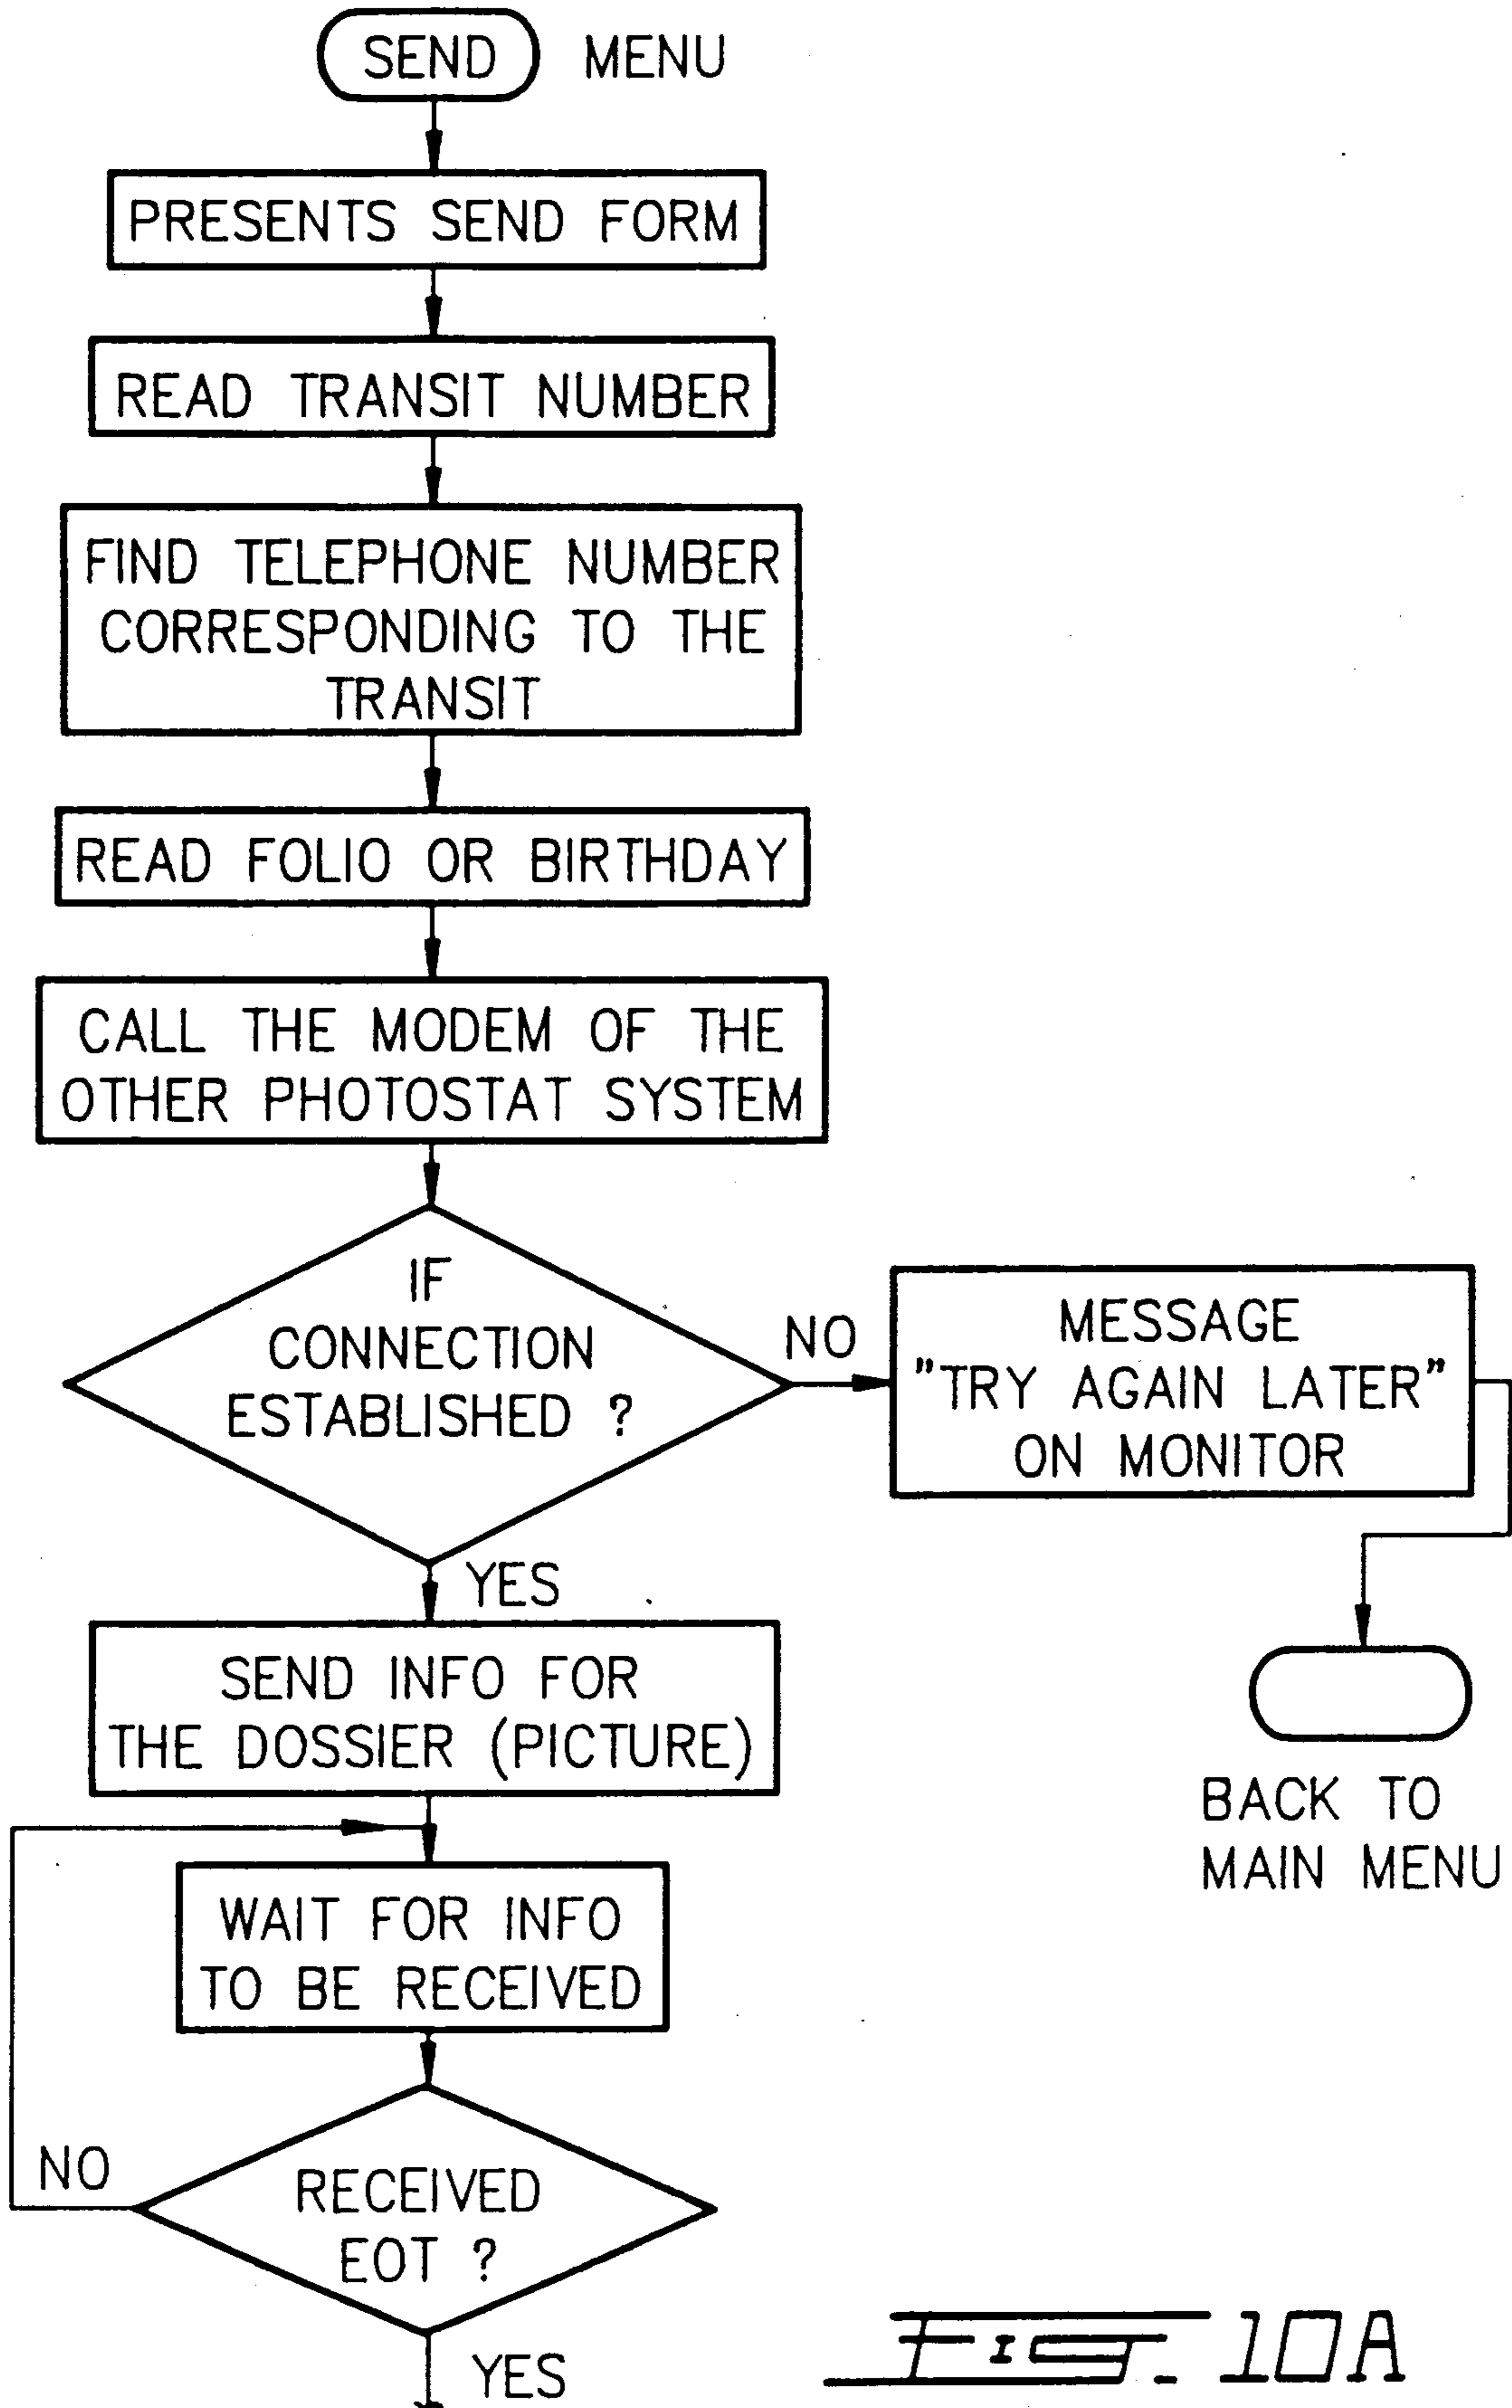 SEND MENU
PRESENTS SEND FORM
READ TRANSIT NUMBER
FIND TELEPHONE NUMBER
CORRESPONDING TO THE
TRANSIT
READ FOLIO OR BIRTHDAY
CALL THE MODEM OF THE
OTHER PHOTOSTAT SYSTEM
IF
CONNECTION
ESTABLISHED ?
NO
MESSAGE
"TRY AGAIN LATER"
ON MONITOR
YES
SEND INFO FOR
THE DOSSIER (PICTURE)
BACK TO
MAIN MENU
WAIT FOR INFO
TO BE RECEIVED
NO
RECEIVED
EOT ?
YES
FIG. 10A